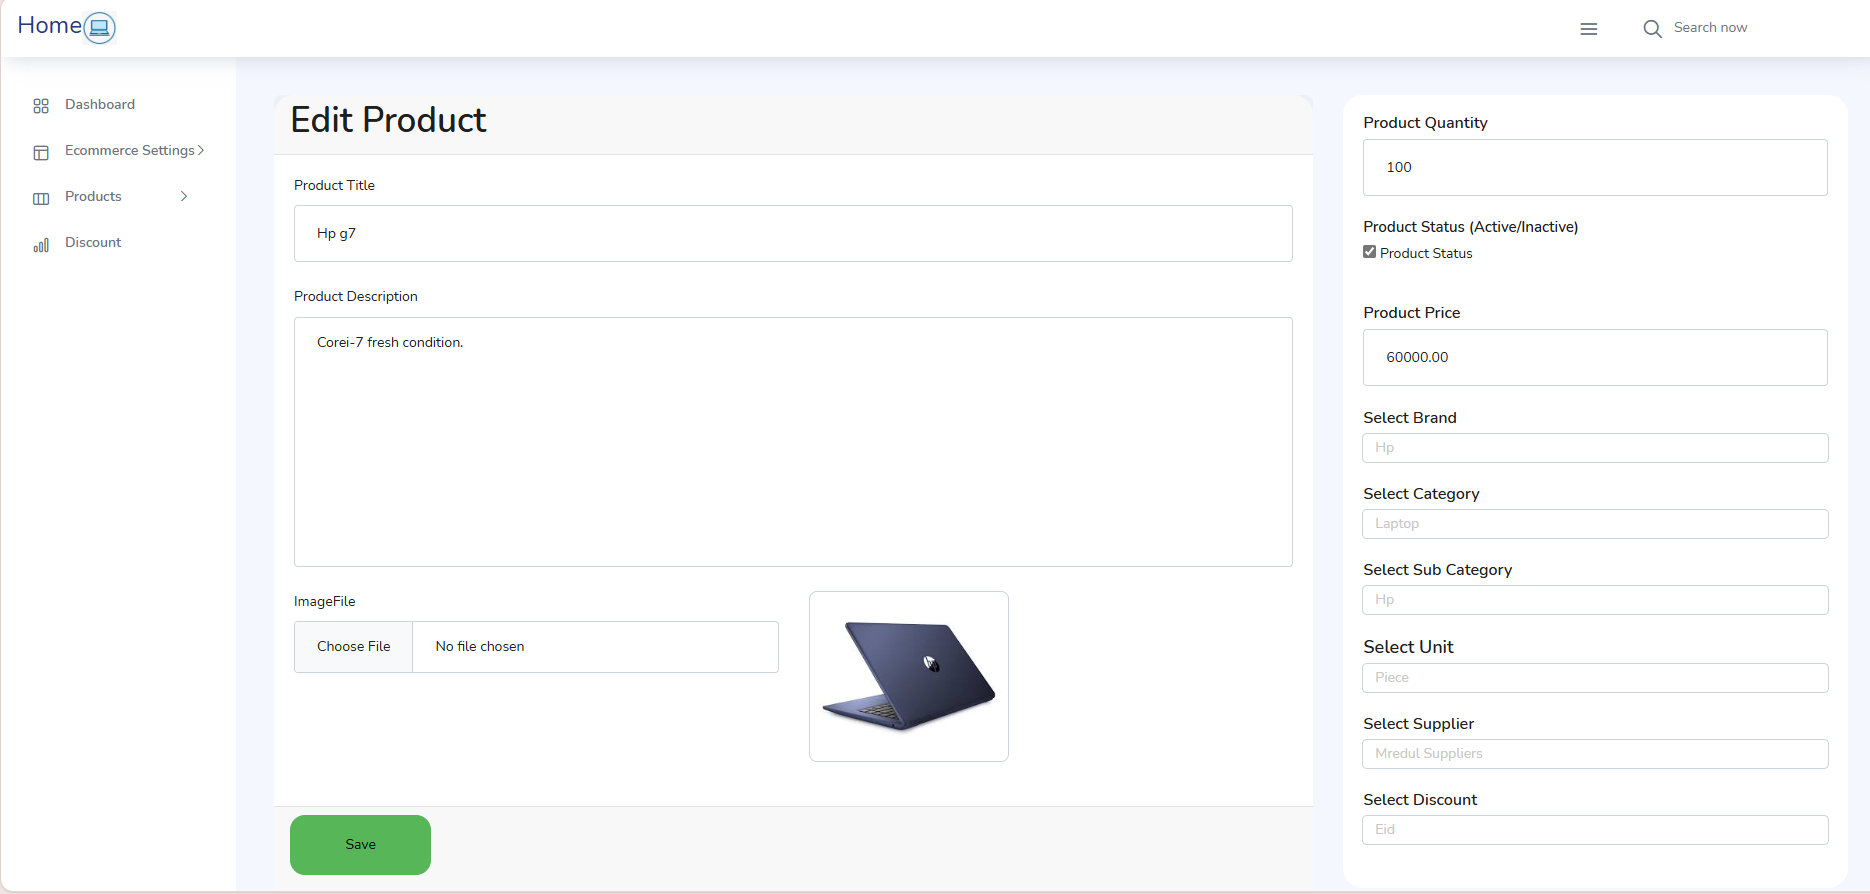 Home
Search now
Dashboard
Ecommerce Settings
Products
Discount
Edit Product
Product Title
Hp g7
Product Description
Corei-7 fresh condition.
ImageFile
Choose File
No file chosen
hp
Save
Product Quantity
100
Product Status (Active/Inactive)
Product Status
Product Price
60000.00
Select Brand
Hp
Select Category
Laptop
Select Sub Category
Hp
Select Unit
Piece
Select Supplier
Mredul Suppliers
Select Discount
Eid